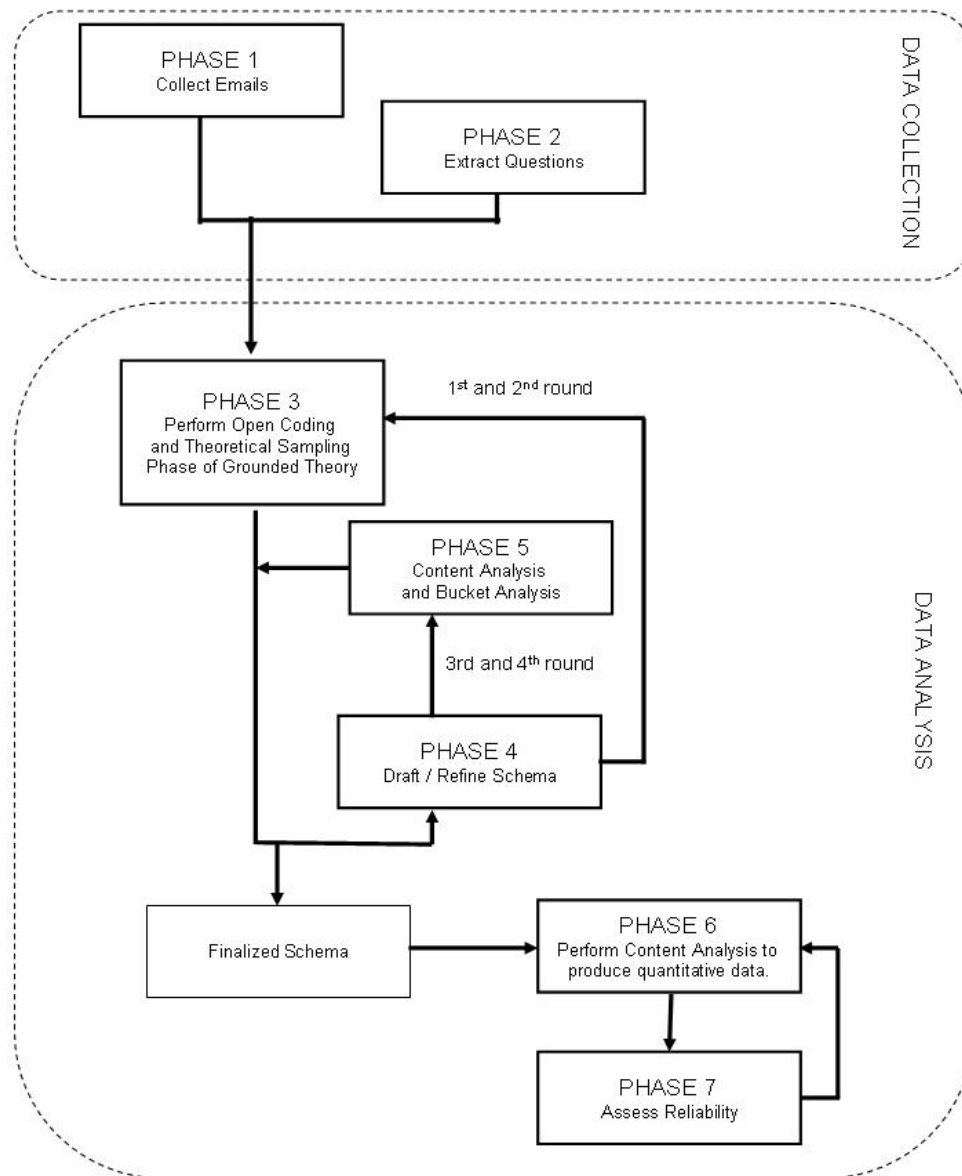 PHASE 1
Collect Emails
PHASE 2
Extract Questions
DATA COLLECTION
PHASE 3
Perform Open Coding
and Theoretical Sampling
Phase of Grounded Theory
1st and 2nd round
PHASE 5
Content Analysis
and Bucket Analysis
3rd and 4th round
PHASE 4
Draft / Refine Schema
DATA ANALYSIS
Finalized Schema
PHASE 6
Perform Content Analysis to
produce quantitative data.
PHASE 7
Assess Reliability